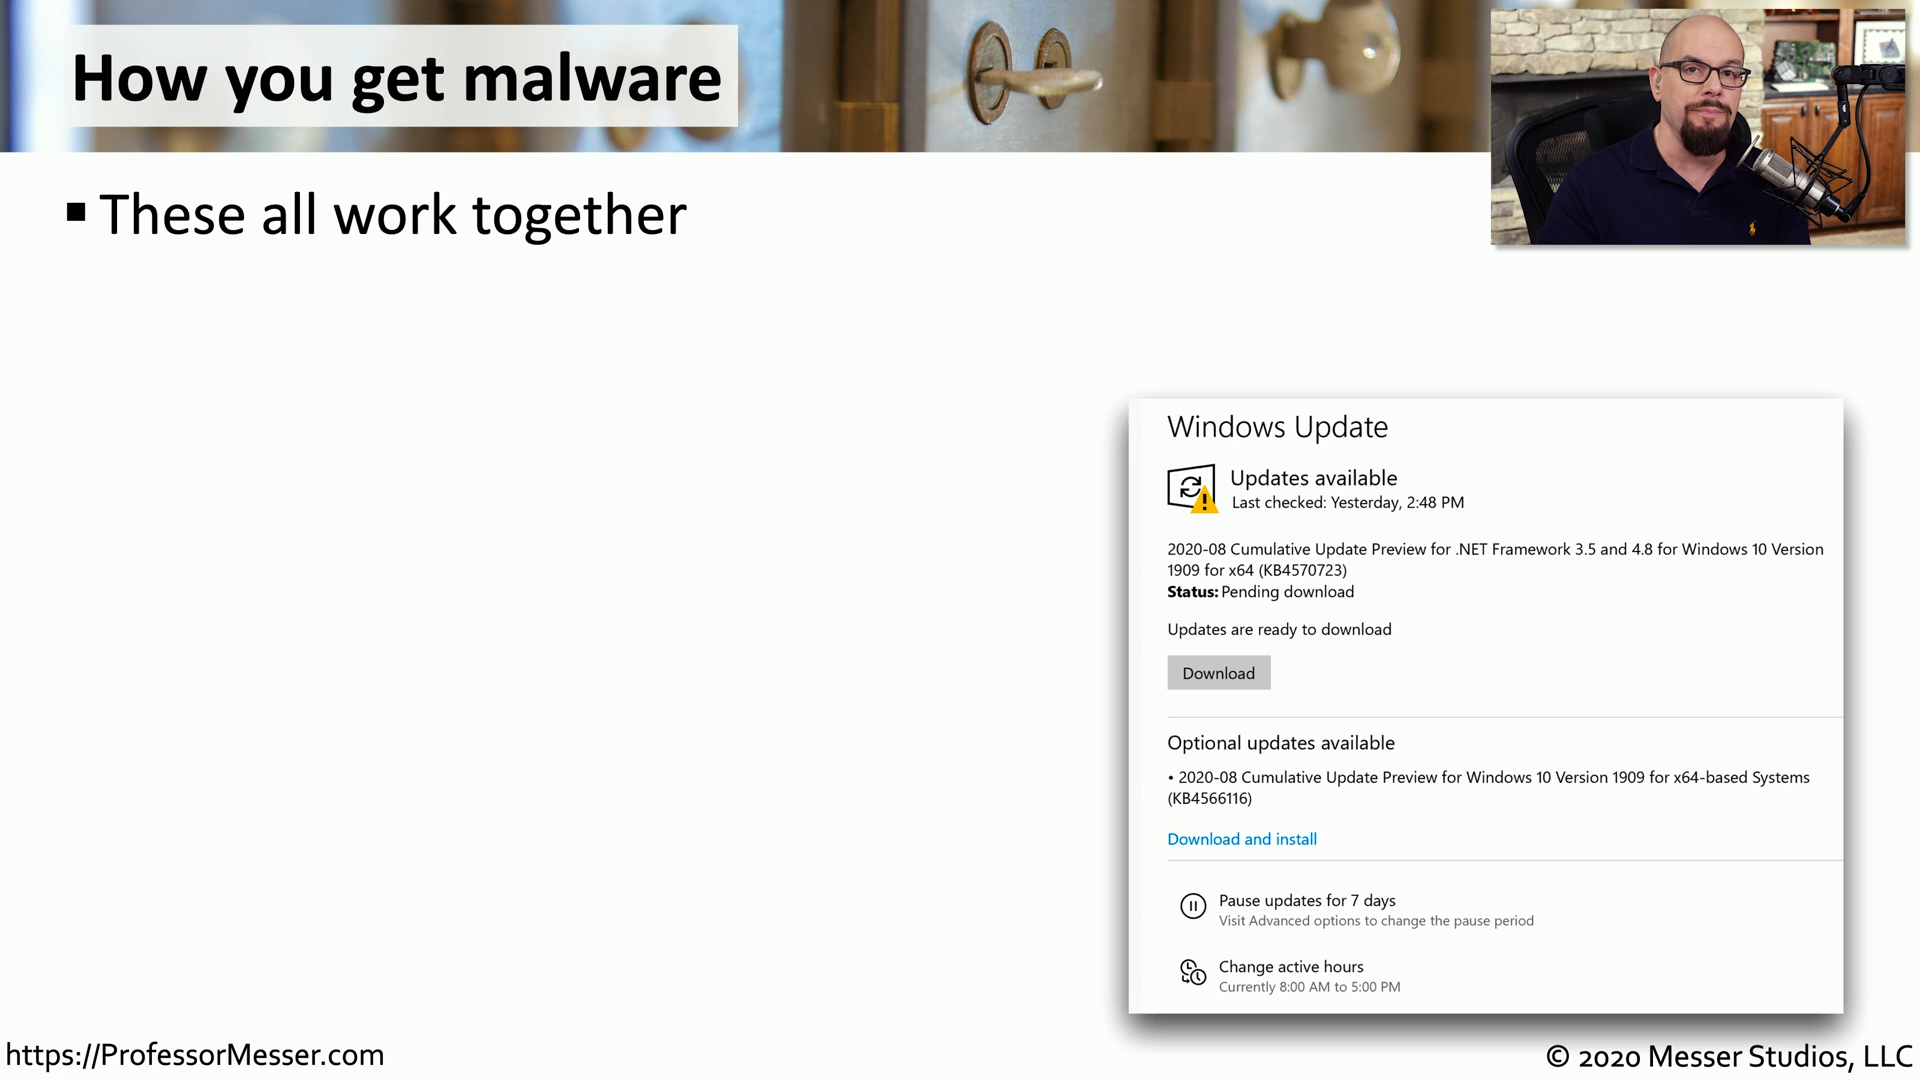 How you get malware
▪ These all work together
Windows Update
Updates available
Last checked: Yesterday, 2:48 PM
2020-08 Cumulative Update Preview for .NET Framework 3.5 and 4.8 for Windows 10 Version
1909 for x64 (KB4570723)
Status: Pending download
Updates are ready to download
Download
Optional updates available
• 2020-08 Cumulative Update Preview for Windows 10 Version 1909 for x64-based Systems
(KB4566116)
Download and install
Pause updates for 7 days
Visit Advanced options to change the pause period
Change active hours
Currently 8:00 AM to 5:00 PM
https://ProfessorMesser.com
© 2020 Messer Studios, LLC